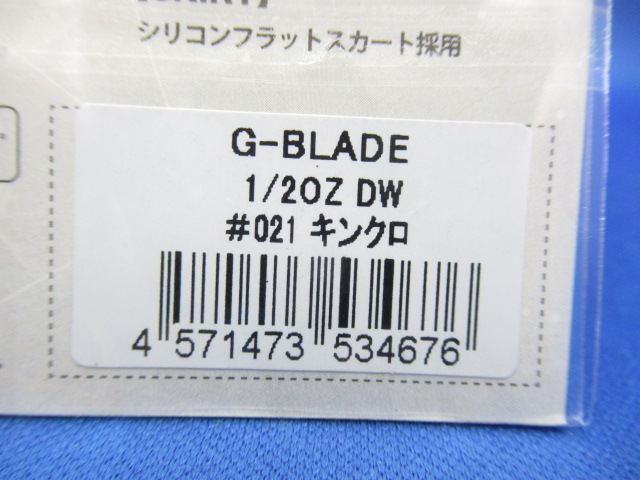 シリコンフラットスカート採用
G-BLADE
1/2OZ DW
#021 キンクロ
4 571473 534676